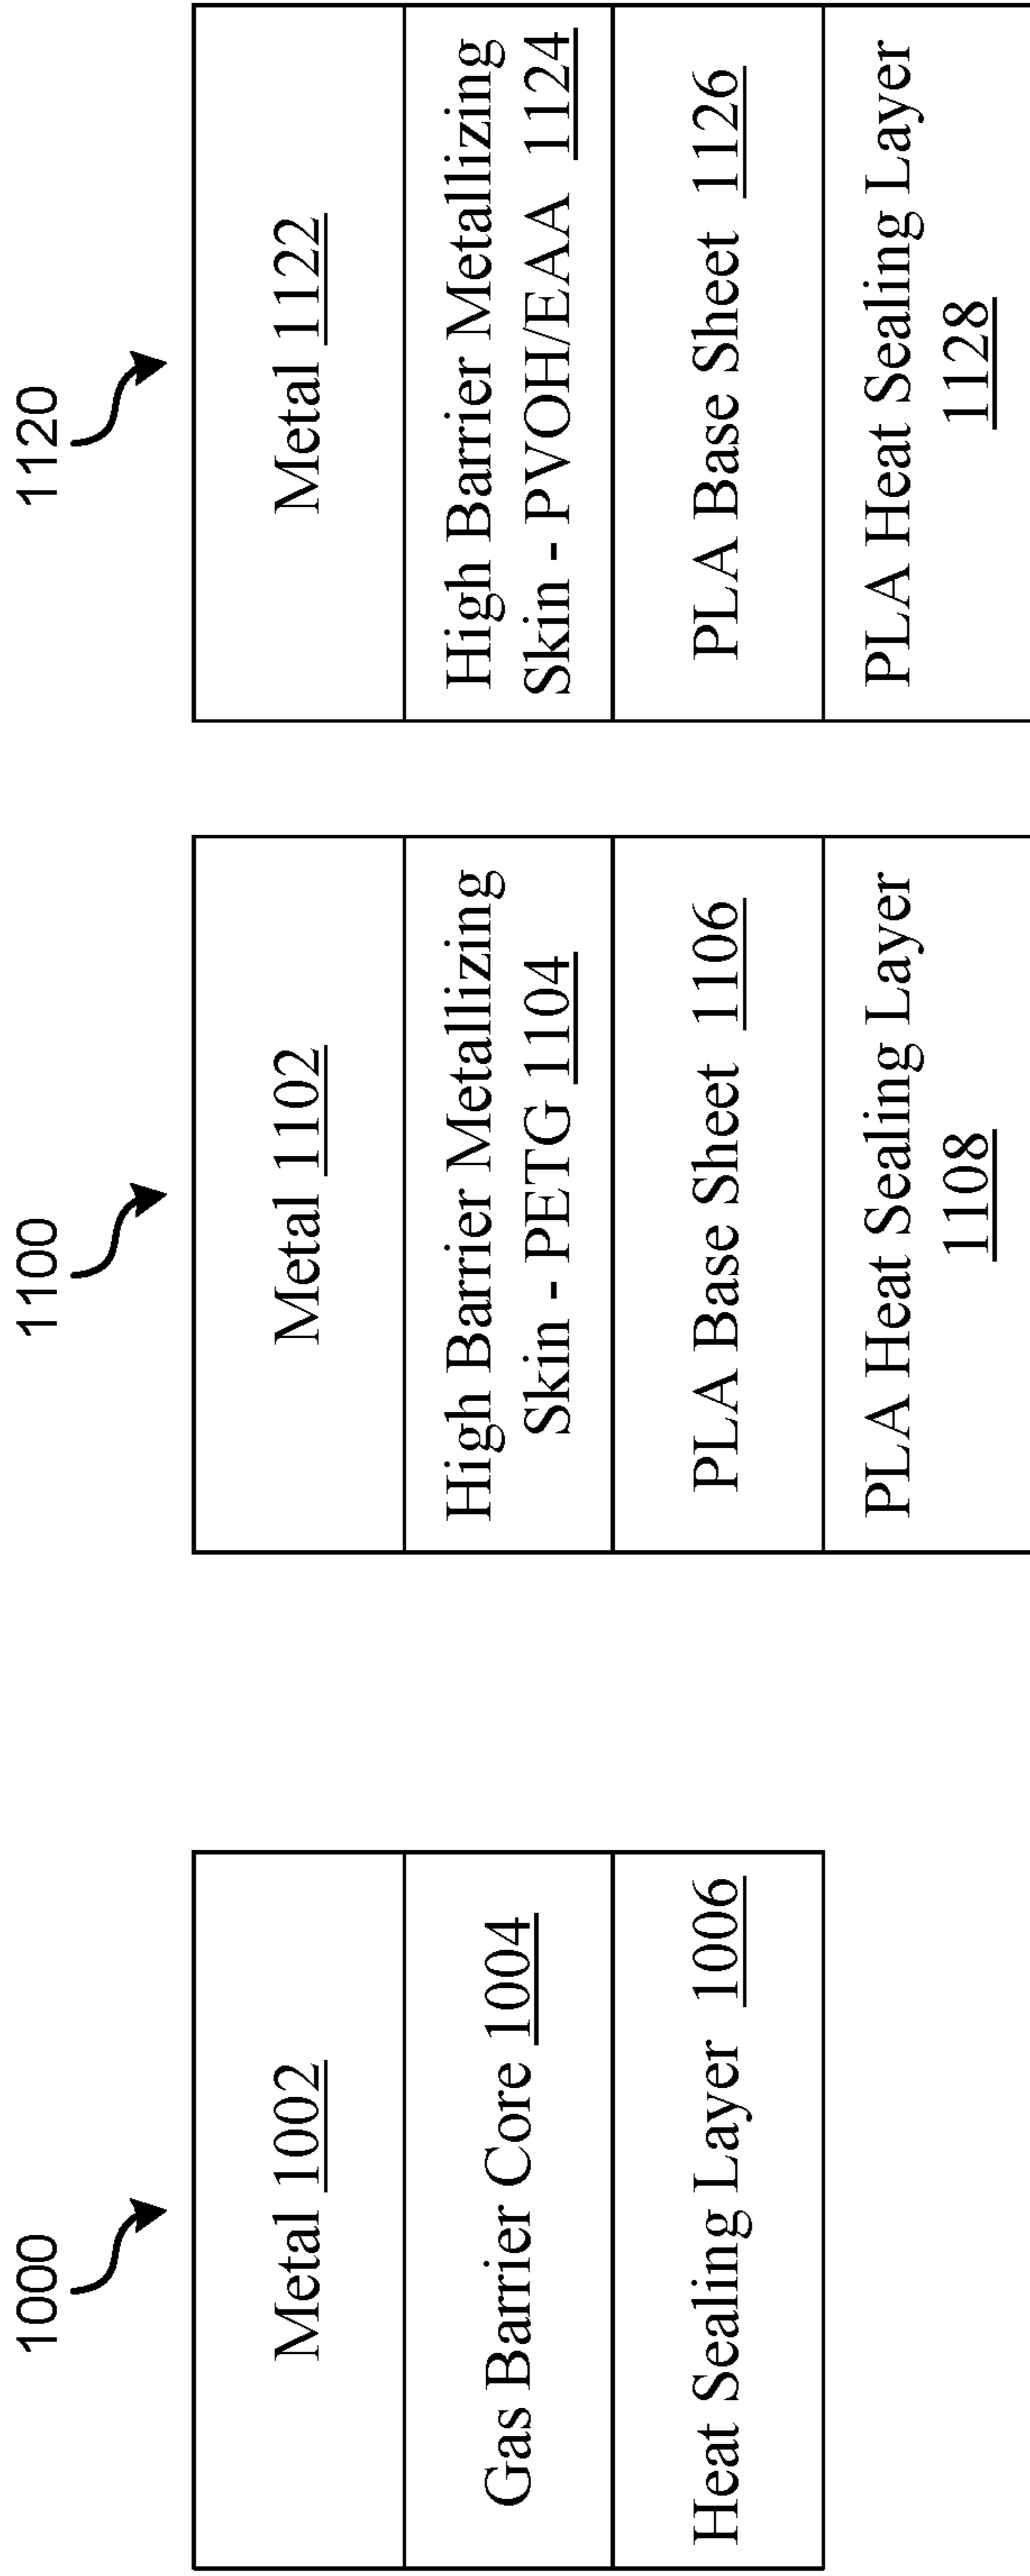 1000
Metal 1002
Gas Barrier Core 1004
Heat Sealing Layer 1006
1100
Metal 1102
High Barrier Metallizing
Skin - PETG 1104
PLA Base Sheet 1106
PLA Heat Sealing Layer
1108
1120
Metal 1122
High Barrier Metallizing
Skin - PVOH/EAA 1124
PLA Base Sheet 1126
PLA Heat Sealing Layer
1128